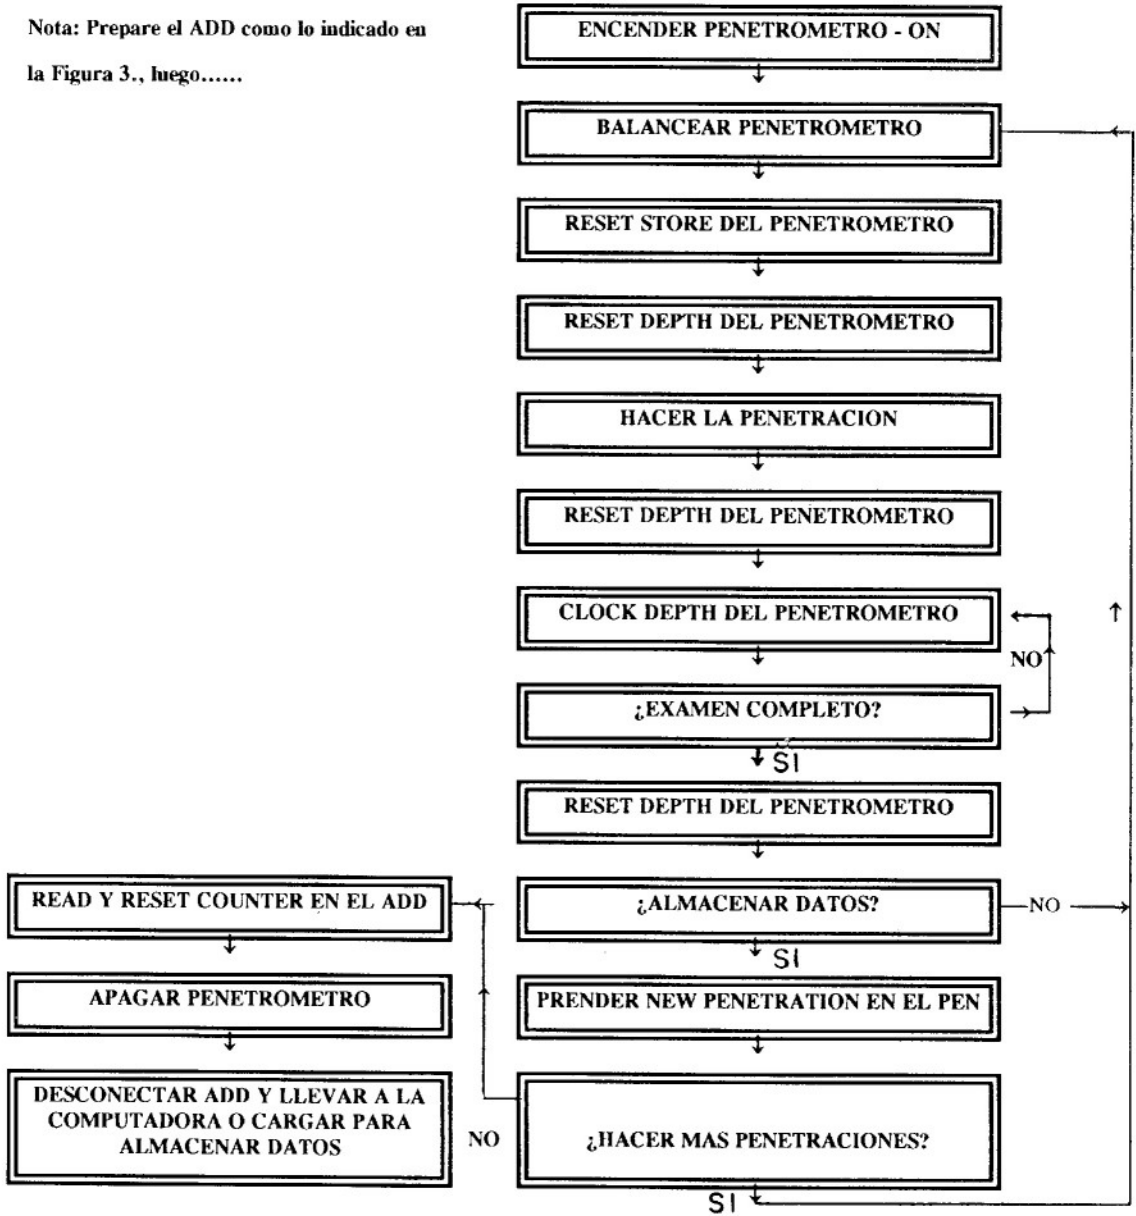 Nota: Prepare el ADD como lo indicado en
la Figura 3., luego......
ENCENDER PENETROMETRO - ON
BALANCEAR PENETROMETRO
RESET STORE DEL PENETROMETRO
RESET DEPTH DEL PENETROMETRO
HACER LA PENETRACION
RESET DEPTH DEL PENETROMETRO
CLOCK DEPTH DEL PENETROMETRO
NO
¿EXAMEN COMPLETO?
SI
RESET DEPTH DEL PENETROMETRO
¿ALMACENAR DATOS?
NO
SI
PRENDER NEW PENETRATION EN EL PEN
¿HACER MAS PENETRACIONES?
NO
SI
READ Y RESET COUNTER EN EL ADD
APAGAR PENETROMETRO
DESCONECTAR ADD Y LLEVAR A LA
COMPUTADORA O CARGAR PARA
ALMACENAR DATOS